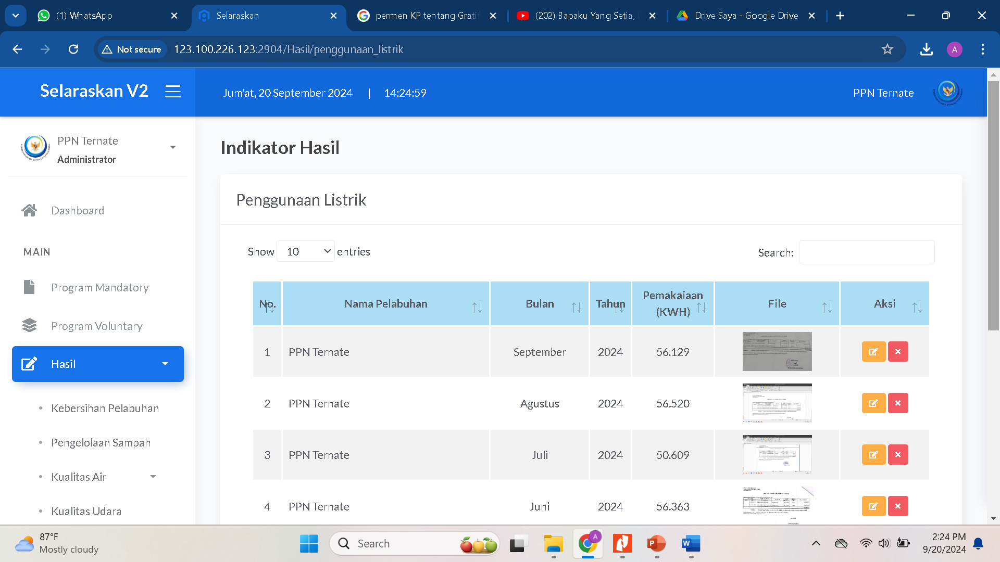 (1) WhatsApp
Selaraskan
permen KP tentang Gratif
(202) Bapaku Yang Setia,
Drive Saya - Google Drive
Not secure
123.100.226.123:2904/Hasil/penggunaan_listrik
A
Selaraskan V2
Jum'at, 20 September 2024 | 14:24:59
PPN Ternate
PPN Ternate
Administrator
Dashboard
MAIN
Program Mandatory
Program Voluntary
Hasil
Kebersihan Pelabuhan
Pengelolaan Sampah
Kualitas Air
Kualitas Udara
Indikator Hasil
Penggunaan Listrik
Show 10 entries
Search:
No. Nama Pelabuhan Bulan Tahun Pemakaiaan (KWH) File Aksi
1 PPN Ternate September 2024 56.129
2 PPN Ternate Agustus 2024 56.520
3 PPN Ternate Juli 2024 50.609
4 PPN Ternate Juni 2024 56.363
87°F
Mostly cloudy
Search
A
2:24 PM
9/20/2024